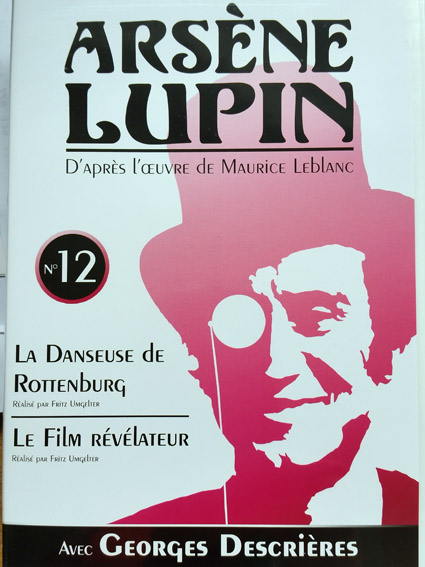 ARSÈNE
LUPIN
D'après l'œuvre de Maurice Leblanc
N° 12
La Danseuse de
Rottenburg
Réalisé par Fritz Umgelter
Le Film révélateur
Réalisé par Fritz Umgelter
Avec Georges Descrières